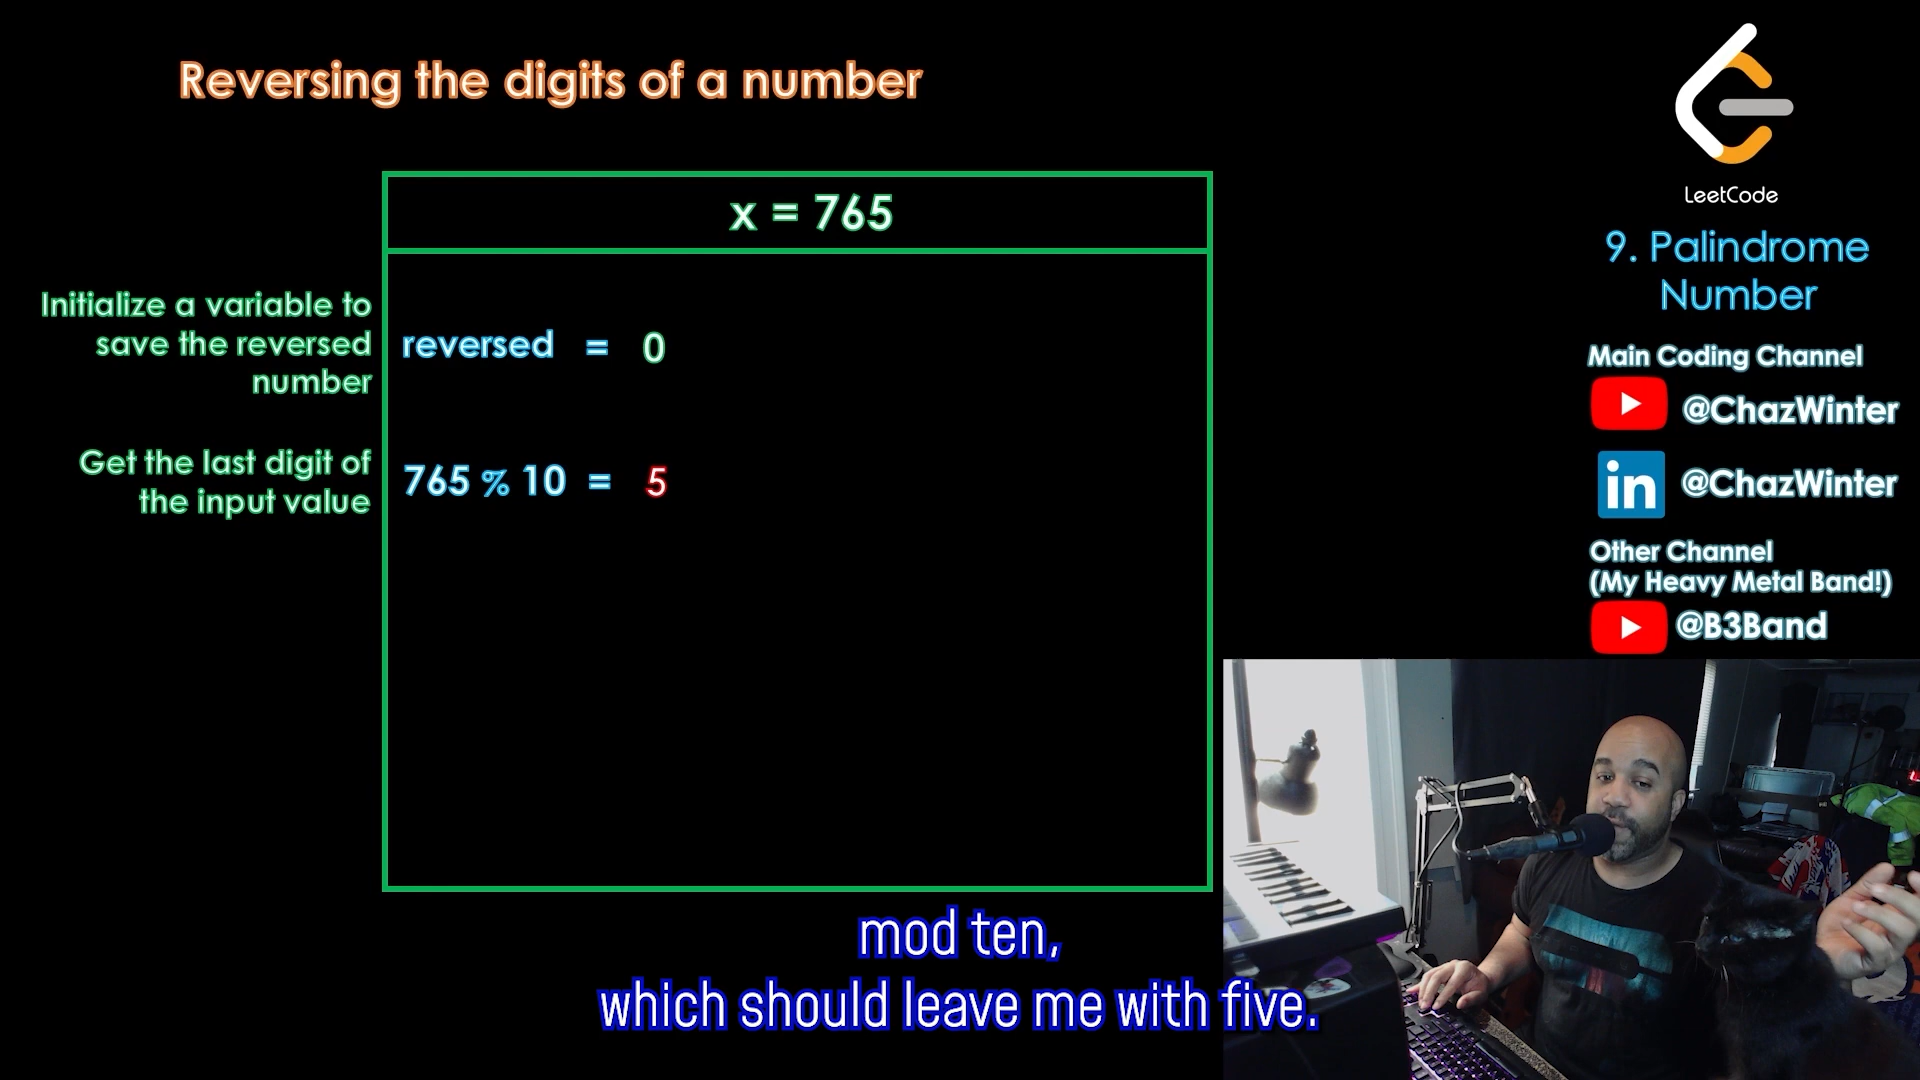 Reversing the digits of a number
x = 765
Initialize a variable to
save the reversed
number
reversed = 0
Get the last digit of
the input value
765 % 10 = 5
LeetCode
9. Palindrome
Number
Main Coding Channel
@ChazWinter
in @ChazWinter
Other Channel
(My Heavy Metal Band!)
@B3Band
mod ten,
which should leave me with five.